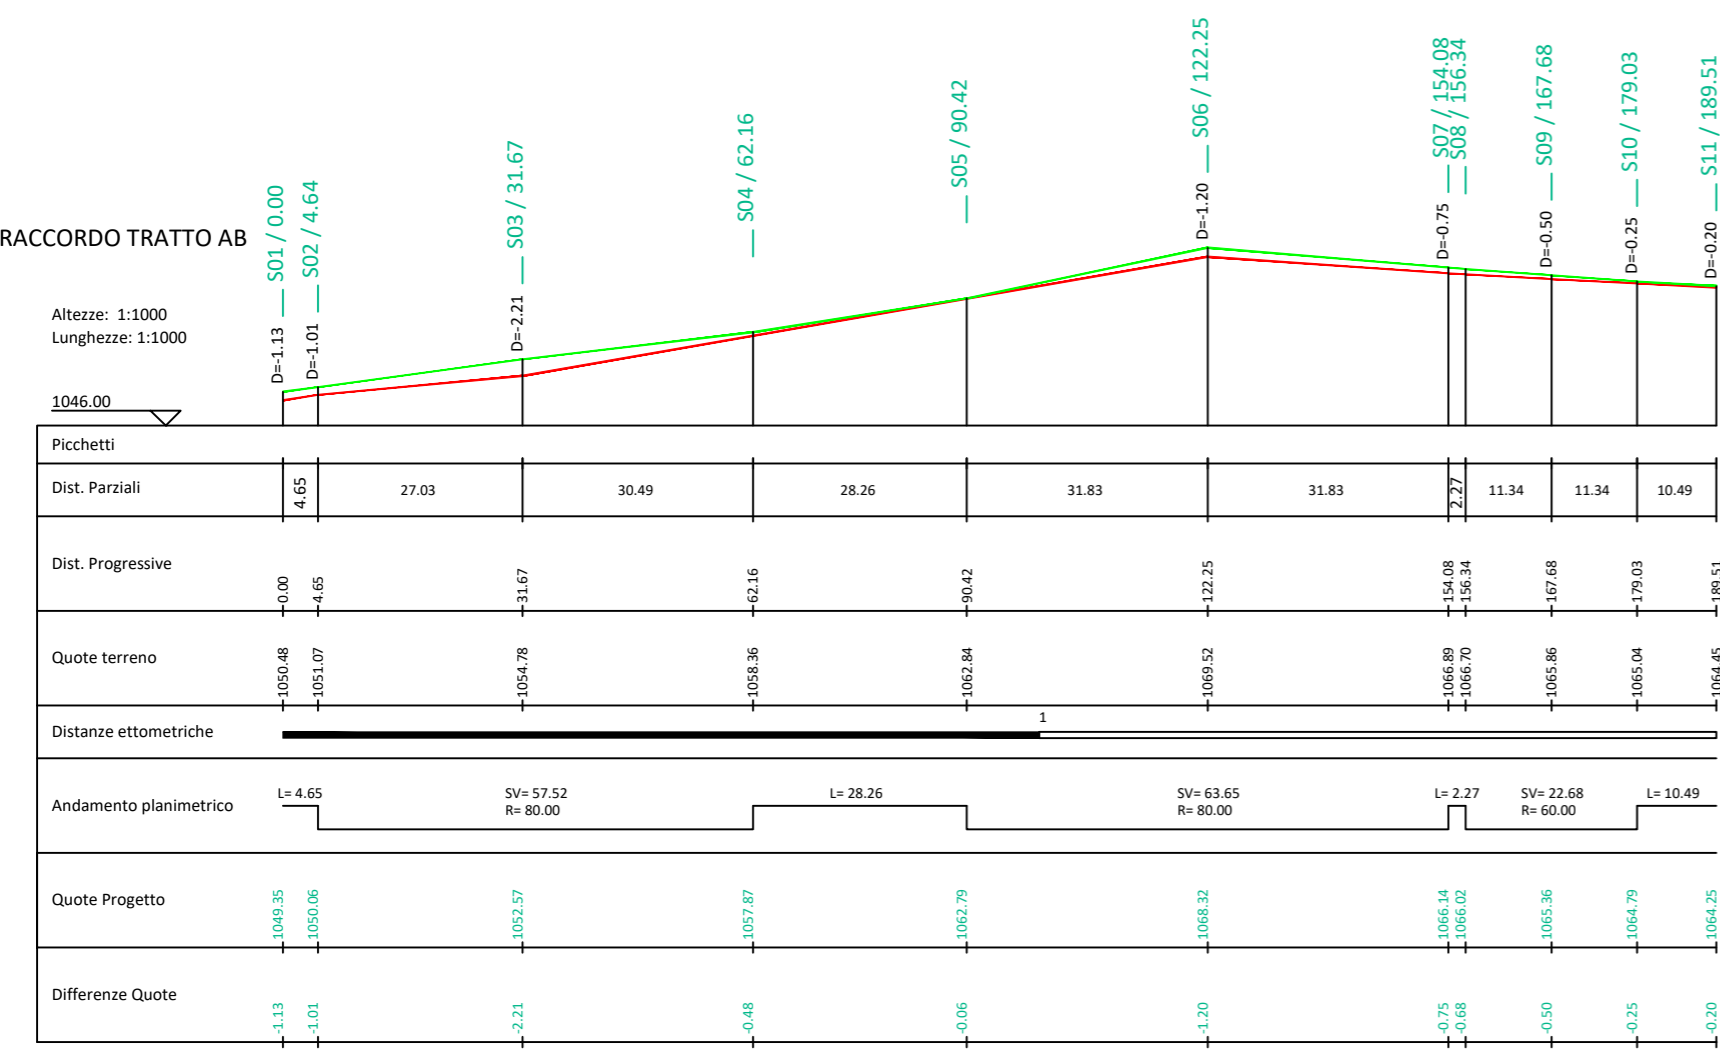 S01 / 0.00
S02 / 4.64
S03 / 31.67
S04 / 62.16
S05 / 90.42
S06 / 122.25
S07 / 154.08
S08 / 156.34
S09 / 167.68
S10 / 179.03
S11 / 189.51
RACCORDO TRATTO AB
D=-1.13
D=-1.01
D=-2.21
D=-1.20
D=-0.75
D=-0.50
D=-0.25
D=-0.20
Altezze: 1:1000
Lunghezze: 1:1000
1046.00
Picchetti
Dist. Parziali 4.65 27.03 30.49 28.26 31.83 31.83 2.27 11.34 11.34 10.49
Dist. Progressive 0.00 4.65 31.67 62.16 90.42 122.25 154.08 156.34 167.68 179.03 189.51
Quote terreno 1050.48 1051.07 1054.78 1058.36 1062.84 1069.52 1066.89 1066.70 1065.86 1065.04 1064.45
1
Distanze ettometriche
L= 4.65 SV= 57.52 L= 28.26 SV= 63.65 L= 2.27 SV= 22.68 L= 10.49
Andamento planimetrico
R= 80.00 R= 80.00 R= 60.00
Quote Progetto 1049.35 1050.06 1052.57 1057.87 1062.79 1068.32 1066.14 1066.02 1065.36 1064.79 1064.25
Differenze Quote -1.13 -1.01 -2.21 -0.48 -0.06 -1.20 -0.75 -0.68 -0.50 -0.25 -0.20